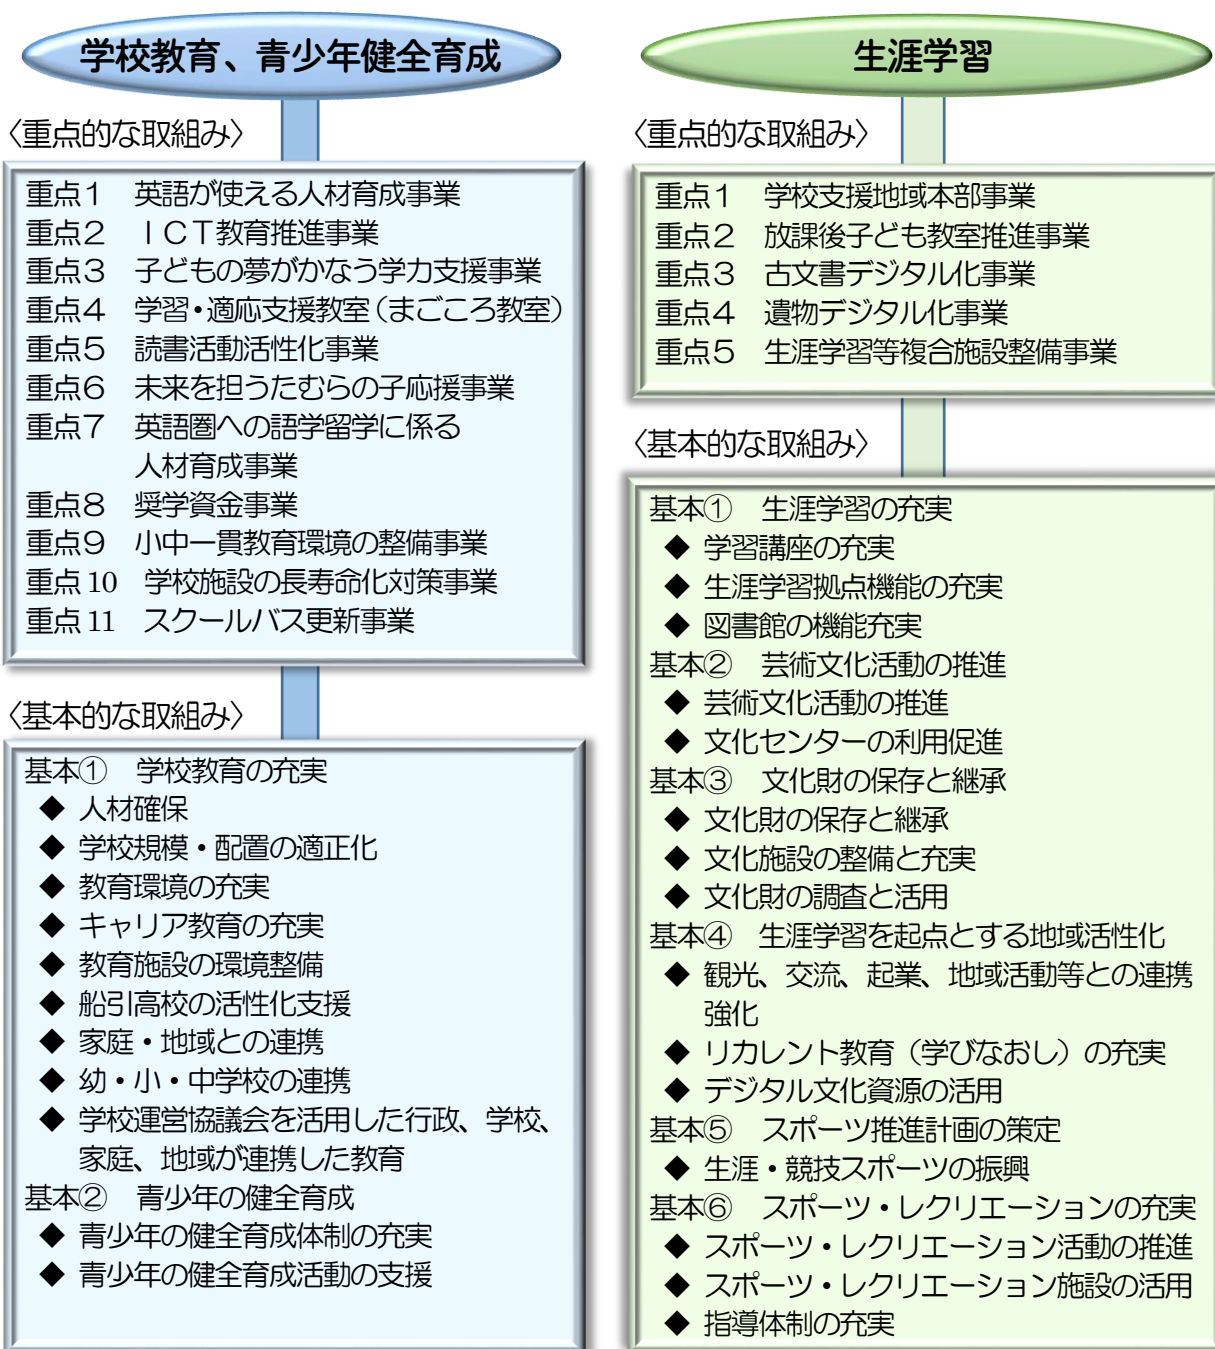 学校教育、青少年健全育成
〈重点的な取組み〉
重点1　英語が使える人材育成事業
重点2　ＩＣＴ教育推進事業
重点3　子どもの夢がかなう学力支援事業
重点4　学習・適応支援教室（まごころ教室）
重点5　読書活動活性化事業
重点6　未来を担うたむらの子応援事業
重点7　英語圏への語学留学に係る
人材育成事業
重点8　奨学資金事業
重点9　小中一貫教育環境の整備事業
重点10　学校施設の長寿命化対策事業
重点11　スクールバス更新事業
〈基本的な取組み〉
基本①　学校教育の充実
◆ 人材確保
◆ 学校規模・配置の適正化
◆ 教育環境の充実
◆ キャリア教育の充実
◆ 教育施設の環境整備
◆ 船引高校の活性化支援
◆ 家庭・地域との連携
◆ 幼・小・中学校の連携
◆ 学校運営協議会を活用した行政、学校、
家庭、地域が連携した教育
基本②　青少年の健全育成
◆ 青少年の健全育成体制の充実
◆ 青少年の健全育成活動の支援
生涯学習
〈重点的な取組み〉
重点1　学校支援地域本部事業
重点2　放課後子ども教室推進事業
重点3　古文書デジタル化事業
重点4　遺物デジタル化事業
重点5　生涯学習等複合施設整備事業
〈基本的な取組み〉
基本①　生涯学習の充実
◆ 学習講座の充実
◆ 生涯学習拠点機能の充実
◆ 図書館の機能充実
基本②　芸術文化活動の推進
◆ 芸術文化活動の推進
◆ 文化センターの利用促進
基本③　文化財の保存と継承
◆ 文化財の保存と継承
◆ 文化施設の整備と充実
◆ 文化財の調査と活用
基本④　生涯学習を起点とする地域活性化
◆ 観光、交流、起業、地域活動等との連携
強化
◆ リカレント教育（学びなおし）の充実
◆ デジタル文化資源の活用
基本⑤　スポーツ推進計画の策定
◆ 生涯・競技スポーツの振興
基本⑥　スポーツ・レクリエーションの充実
◆ スポーツ・レクリエーション活動の推進
◆ スポーツ・レクリエーション施設の活用
◆ 指導体制の充実